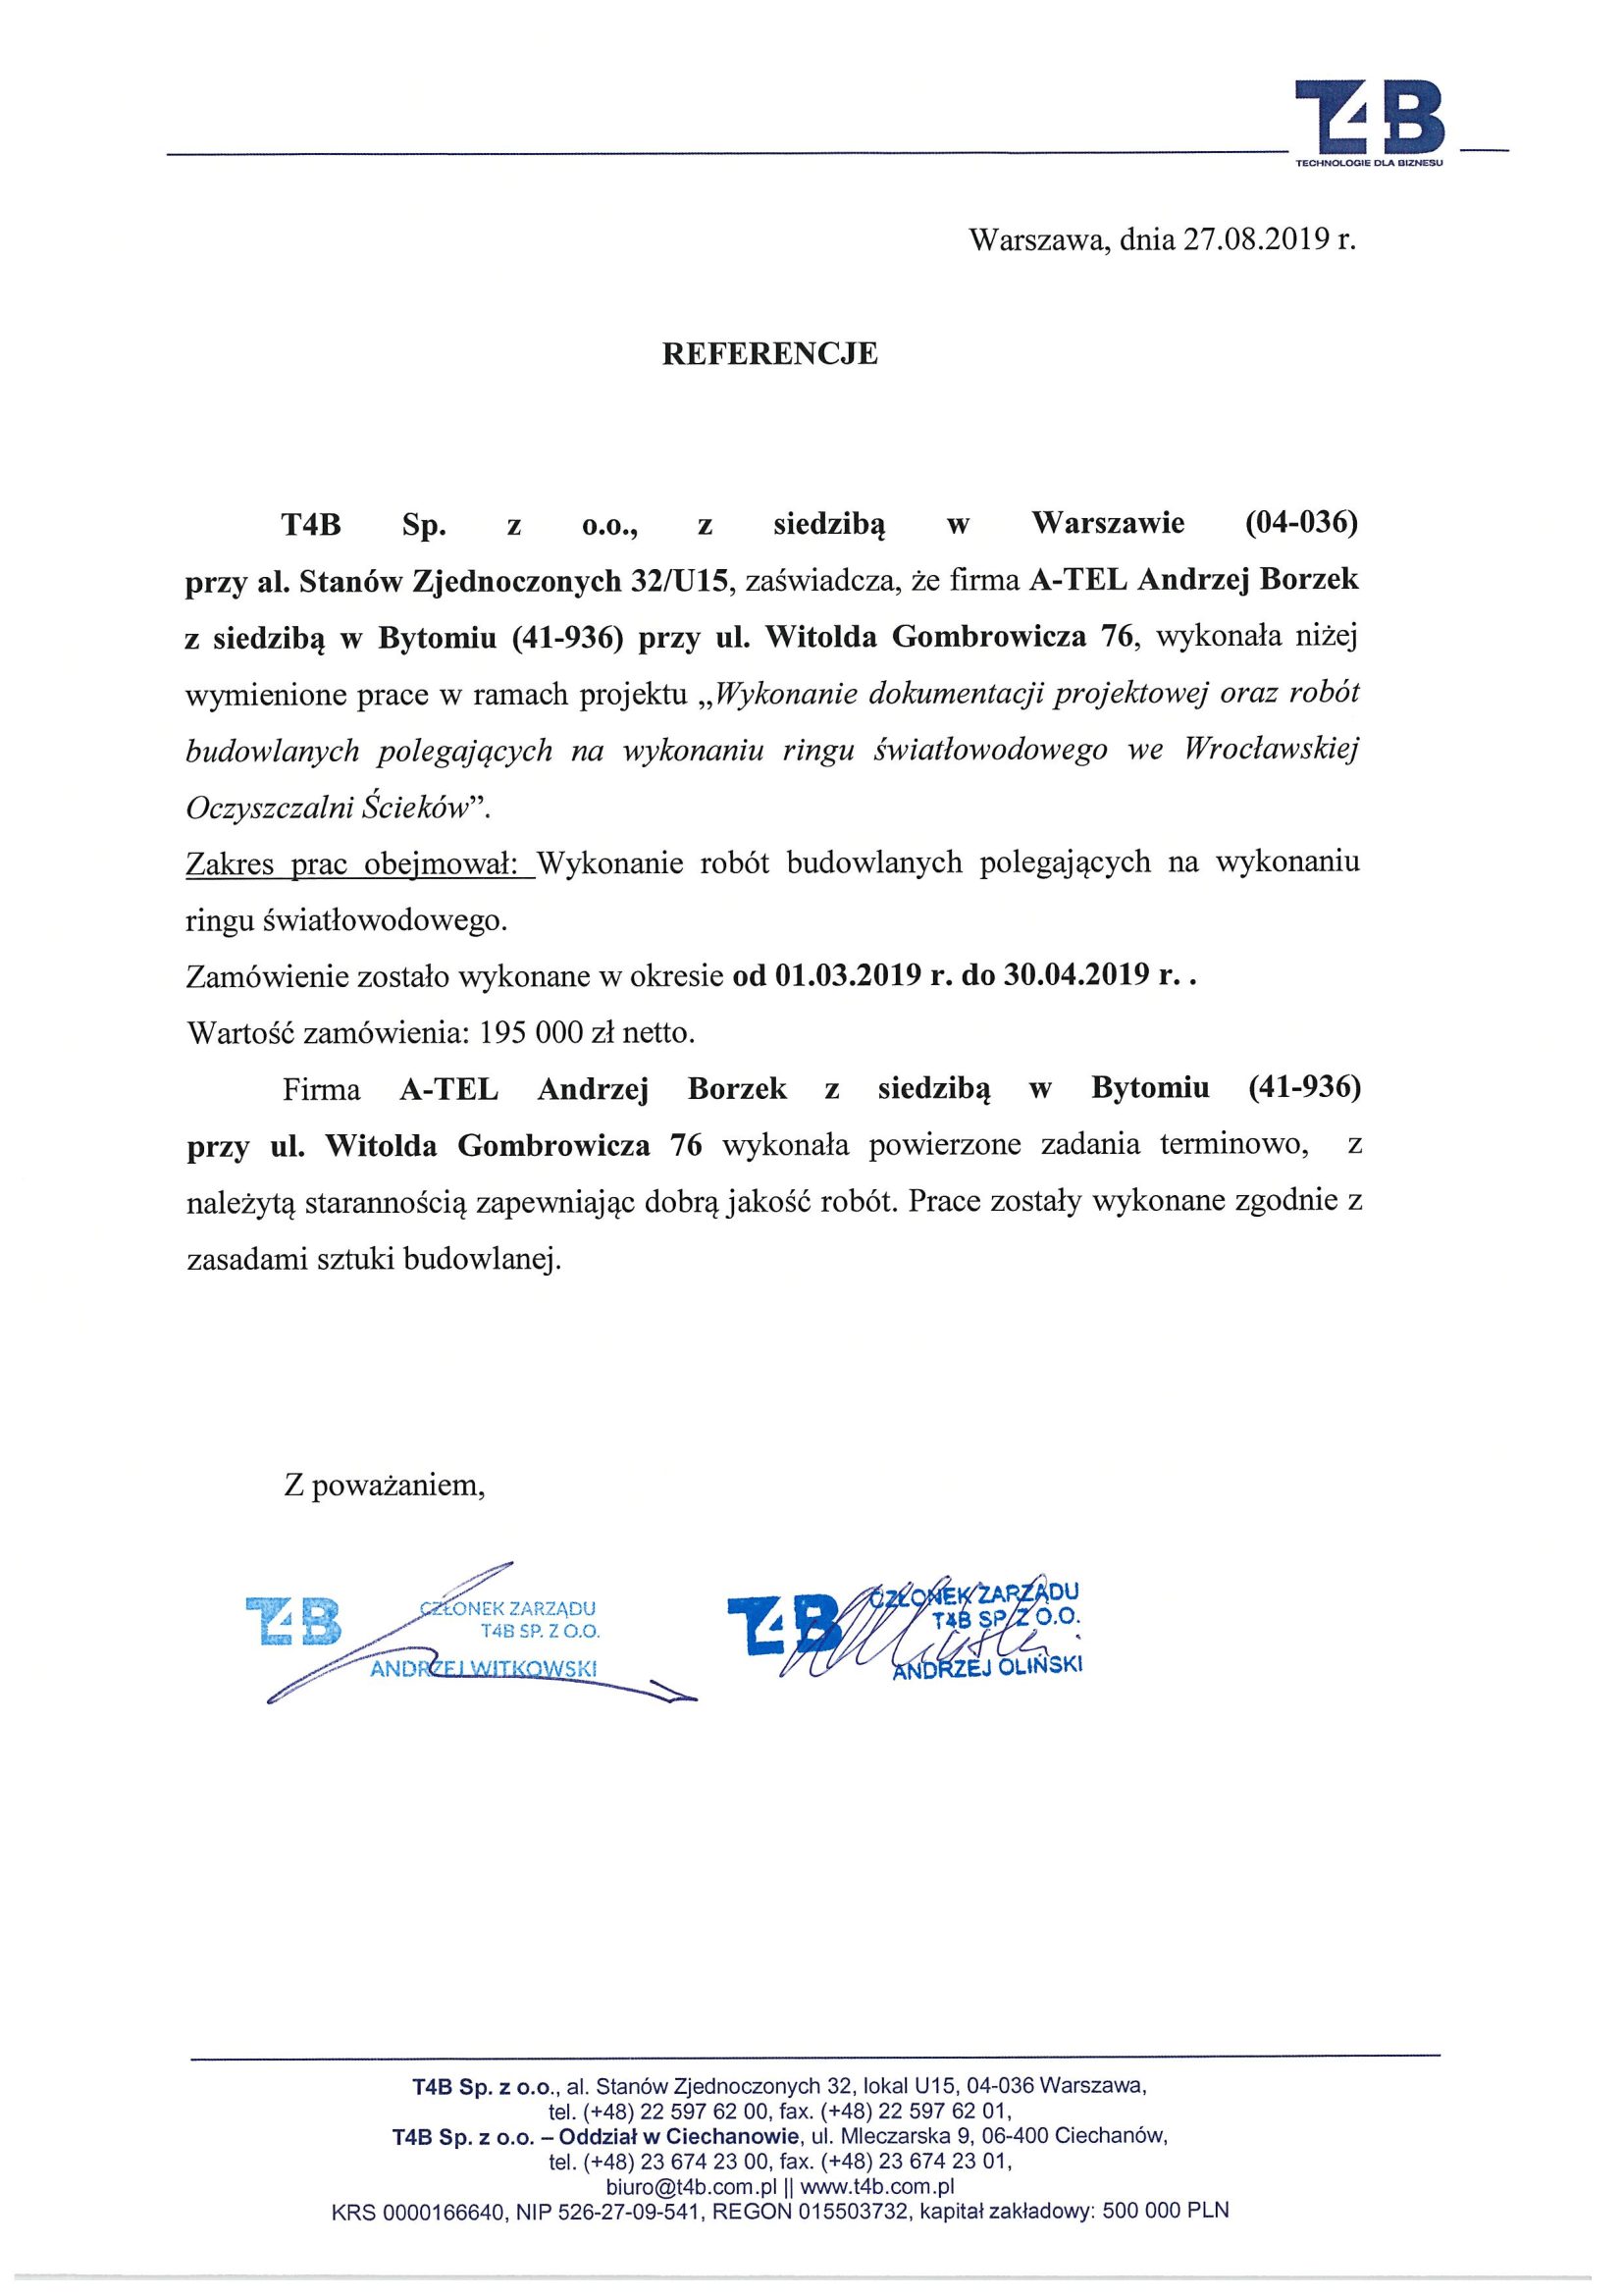 T4B
TECHNOLOGIE DLA BIZNESU
Warszawa, dnia 27.08.2019 r.
REFERENCJE
T4B Sp. z o.o., z siedzibą w Warszawie (04-036)
przy al. Stanów Zjednoczonych 32/U15, zaświadcza, że firma A-TEL Andrzej Borzek
z siedzibą w Bytomiu (41-936) przy ul. Witolda Gombrowicza 76, wykonała niżej
wymienione prace w ramach projektu „Wykonanie dokumentacji projektowej oraz robót
budowlanych polegających na wykonaniu ringu światłowodowego we Wrocławskiej
Oczyszczalni Ścieków”.
Zakres prac obejmował: Wykonanie robót budowlanych polegających na wykonaniu
ringu światłowodowego.
Zamówienie zostało wykonane w okresie od 01.03.2019 r. do 30.04.2019 r. .
Wartość zamówienia: 195 000 zł netto.
Firma A-TEL Andrzej Borzek z siedzibą w Bytomiu (41-936)
przy ul. Witolda Gombrowicza 76 wykonała powierzone zadania terminowo, z
należytą starannością zapewniając dobrą jakość robót. Prace zostały wykonane zgodnie z
zasadami sztuki budowlanej.
Z poważaniem,
T4B CZŁONEK ZARZĄDU
T4B SP. Z O.O.
ANDRZEJ WITKOWSKI
T4B CZŁONEK ZARZĄDU
T4B SP. Z O.O.
ANDRZEJ OLIŃSKI
T4B Sp. z o.o., al. Stanów Zjednoczonych 32, lokal U15, 04-036 Warszawa,
tel. (+48) 22 597 62 00, fax. (+48) 22 597 62 01,
T4B Sp. z o.o. – Oddział w Ciechanowie, ul. Mleczarska 9, 06-400 Ciechanów,
tel. (+48) 23 674 23 00, fax. (+48) 23 674 23 01,
biuro@t4b.com.pl || www.t4b.com.pl
KRS 0000166640, NIP 526-27-09-541, REGON 015503732, kapitał zakładowy: 500 000 PLN